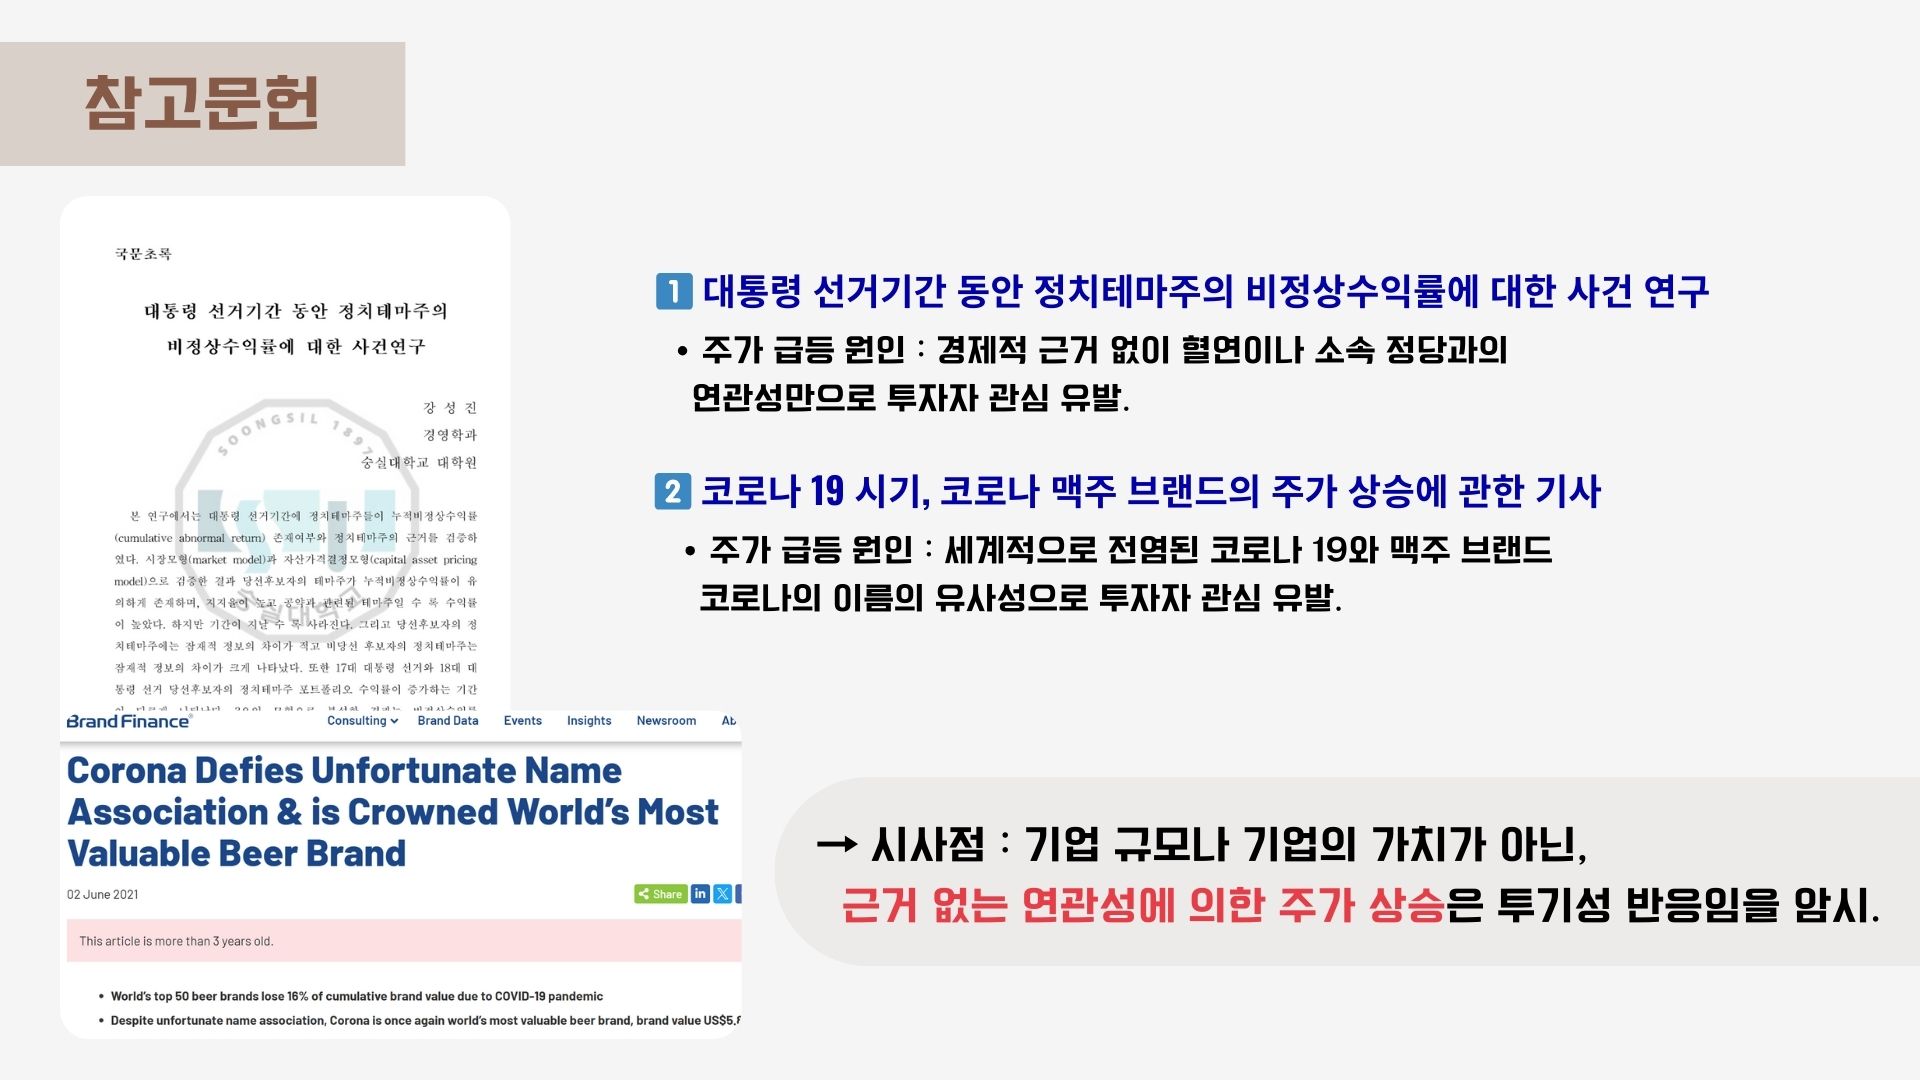 참고문헌
국문초록
대통령 선거기간 동안 정치테마주의
비정상수익률에 대한 사건연구
강 성 진
경영학과
숭실대학교 대학원
SOONGSIL 1897
숭실대학교
본 연구에서는 대통령 선거기간에 정치테마주들이 누적비정상수익률
(cumulative abnormal return) 존재여부와 정치테마주의 근거를 검증하
였다. 시장모형(market model)과 자산가격결정모형(capital asset pricing
model)으로 검증한 결과 당선후보자의 테마주가 누적비정상수익률이 유
의하게 존재하며, 지지율이 높고 공약과 관련된 테마주일 수 록 수익률
이 높았다. 하지만 기간이 지날 수 록 사라진다. 그리고 당선후보자의 정
치테마주에는 잠재적 정보의 차이가 적고 비당선 후보자의 정치테마주는
잠재적 정보의 차이가 크게 나타났다. 또한 17대 대통령 선거와 18대 대
통령 선거 당선후보자의 정치테마주 포트폴리오 수익률이 증가하는 기간
BrandFinance®
Consulting Brand Data Events Insights Newsroom Ab
Corona Defies Unfortunate Name
Association & is Crowned World's Most
Valuable Beer Brand
02 June 2021
Share in X
This article is more than 3 years old.
• World's top 50 beer brands lose 16% of cumulative brand value due to COVID-19 pandemic
• Despite unfortunate name association, Corona is once again world's most valuable beer brand, brand value US$5.8
1 대통령 선거기간 동안 정치테마주의 비정상수익률에 대한 사건 연구
• 주가 급등 원인 : 경제적 근거 없이 혈연이나 소속 정당과의
연관성만으로 투자자 관심 유발.
2 코로나 19 시기, 코로나 맥주 브랜드의 주가 상승에 관한 기사
• 주가 급등 원인 : 세계적으로 전염된 코로나 19와 맥주 브랜드
코로나의 이름의 유사성으로 투자자 관심 유발.
→ 시사점 : 기업 규모나 기업의 가치가 아닌,
근거 없는 연관성에 의한 주가 상승은 투기성 반응임을 암시.